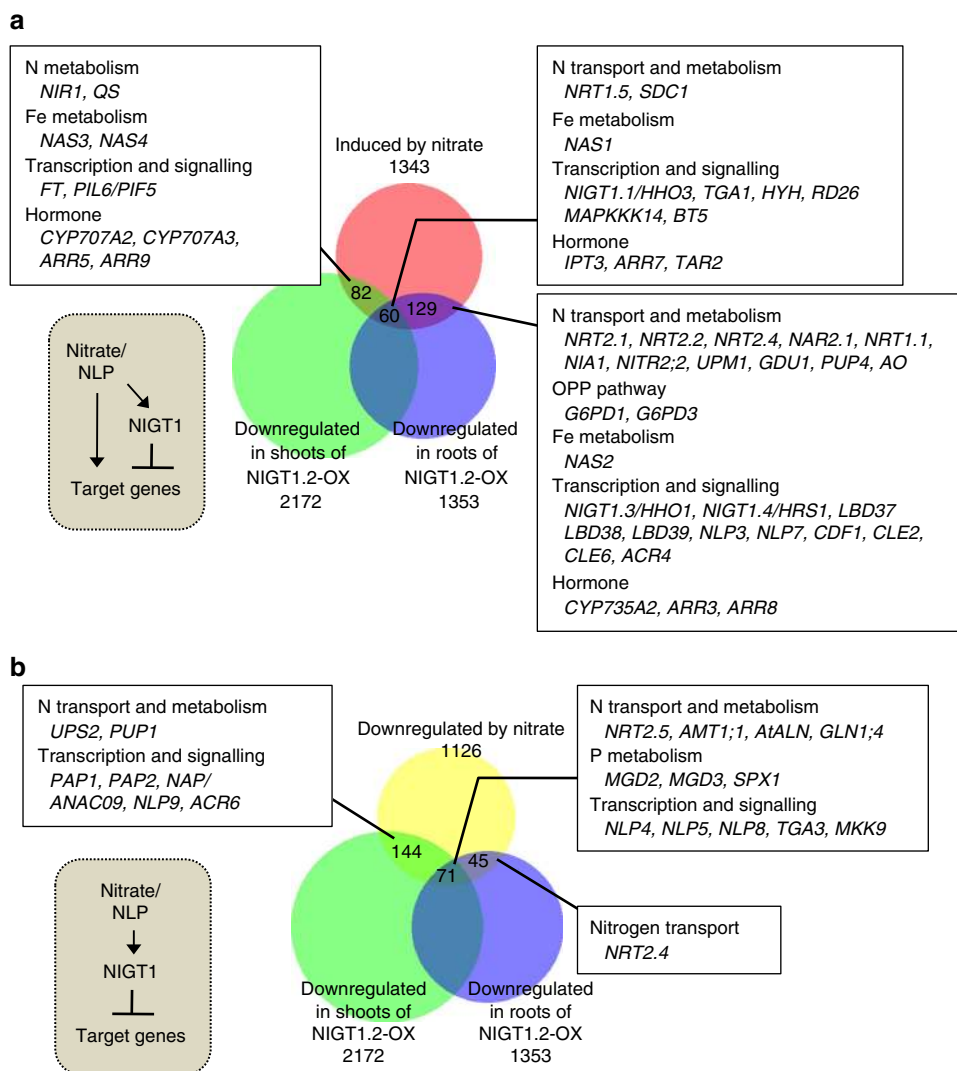 a
N metabolism
NIR1, QS
Fe metabolism
NAS3, NAS4
Transcription and signalling
FT, PIL6/PIF5
Hormone
CYP707A2, CYP707A3,
ARR5, ARR9
Induced by nitrate
1343
N transport and metabolism
NRT1.5, SDC1
Fe metabolism
NAS1
Transcription and signalling
NIGT1.1/HHO3, TGA1, HYH, RD26
MAPKKK14, BT5
Hormone
IPT3, ARR7, TAR2
82
60
129
Nitrate/
NLP
NIGT1
Target genes
Downregulated
in shoots of
NIGT1.2-OX
2172
Downregulated
in roots of
NIGT1.2-OX
1353
N transport and metabolism
NRT2.1, NRT2.2, NRT2.4, NAR2.1, NRT1.1,
NIA1, NITR2;2, UPM1, GDU1, PUP4, AO
OPP pathway
G6PD1, G6PD3
Fe metabolism
NAS2
Transcription and signalling
NIGT1.3/HHO1, NIGT1.4/HRS1, LBD37
LBD38, LBD39, NLP3, NLP7, CDF1, CLE2,
CLE6, ACR4
Hormone
CYP735A2, ARR3, ARR8
b
N transport and metabolism
UPS2, PUP1
Transcription and signalling
PAP1, PAP2, NAP/
ANAC09, NLP9, ACR6
Downregulated by nitrate
1126
N transport and metabolism
NRT2.5, AMT1;1, AtALN, GLN1;4
P metabolism
MGD2, MGD3, SPX1
Transcription and signalling
NLP4, NLP5, NLP8, TGA3, MKK9
144
71
45
Nitrate/
NLP
NIGT1
Target genes
Nitrogen transport
NRT2.4
Downregulated
in shoots of
NIGT1.2-OX
2172
Downregulated
in roots of
NIGT1.2-OX
1353